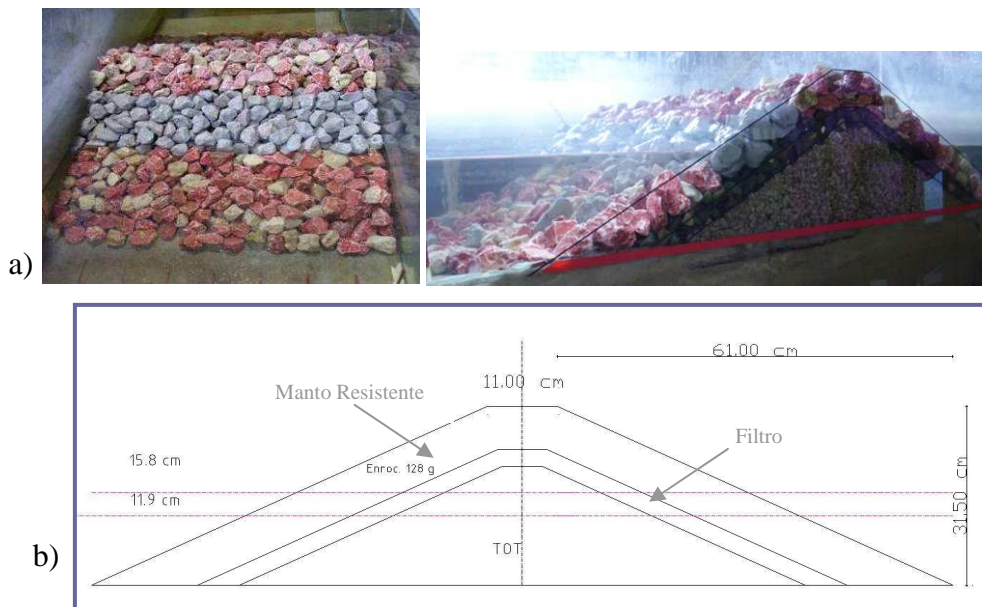 a)
61.00 cm
11.00 cm
Manto Resistente
Filtro
15.8 cm
Enroc. 128 g
11.9 cm
31.50 cm
TOT
b)